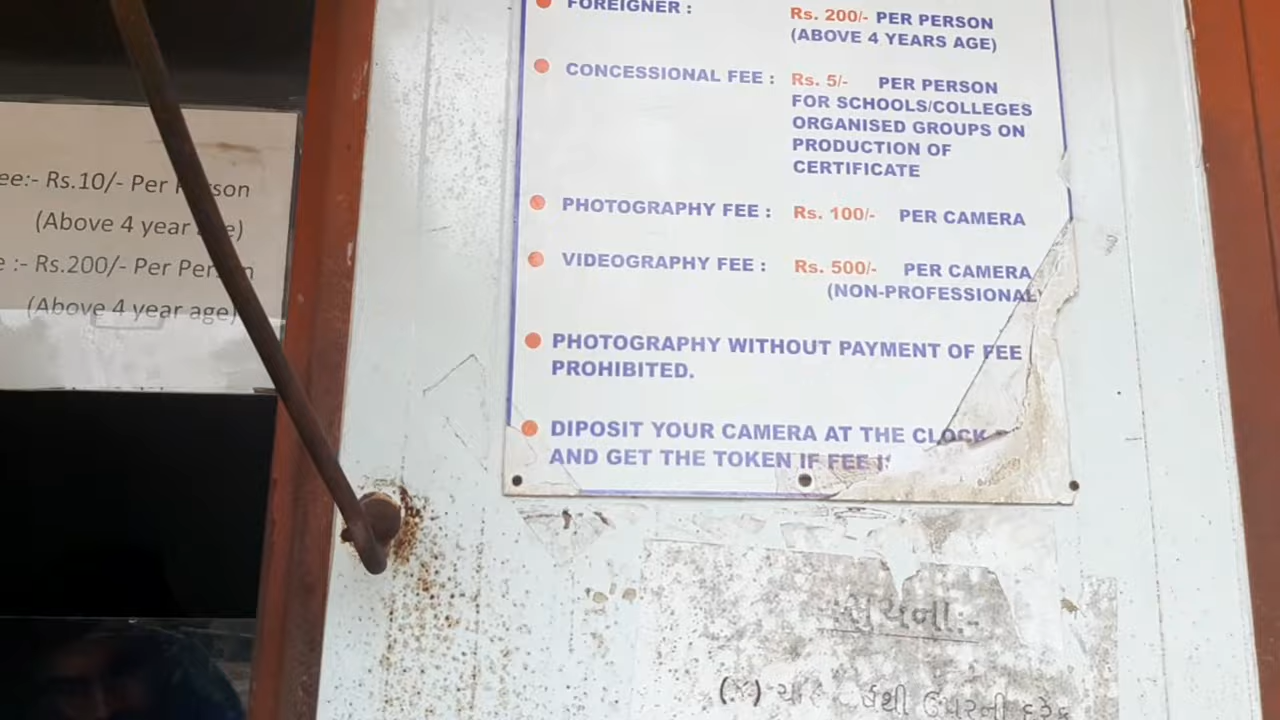 ee:- Rs.10/- Per Person
(Above 4 year
:- Rs.200/- Per Person
(Above 4 year age)
FOREIGNER : Rs. 200/- PER PERSON
(ABOVE 4 YEARS AGE)
CONCESSIONAL FEE : Rs. 5/- PER PERSON
FOR SCHOOLS/COLLEGES
ORGANISED GROUPS ON
PRODUCTION OF
CERTIFICATE
PHOTOGRAPHY FEE : Rs. 100/- PER CAMERA
VIDEOGRAPHY FEE : Rs. 500/- PER CAMERA
(NON-PROFESSIONAL)
PHOTOGRAPHY WITHOUT PAYMENT OF FEE
PROHIBITED.
DIPOSIT YOUR CAMERA AT THE CLOCK
AND GET THE TOKEN IF FEE
સુચના:-
ઉપરની દરેક